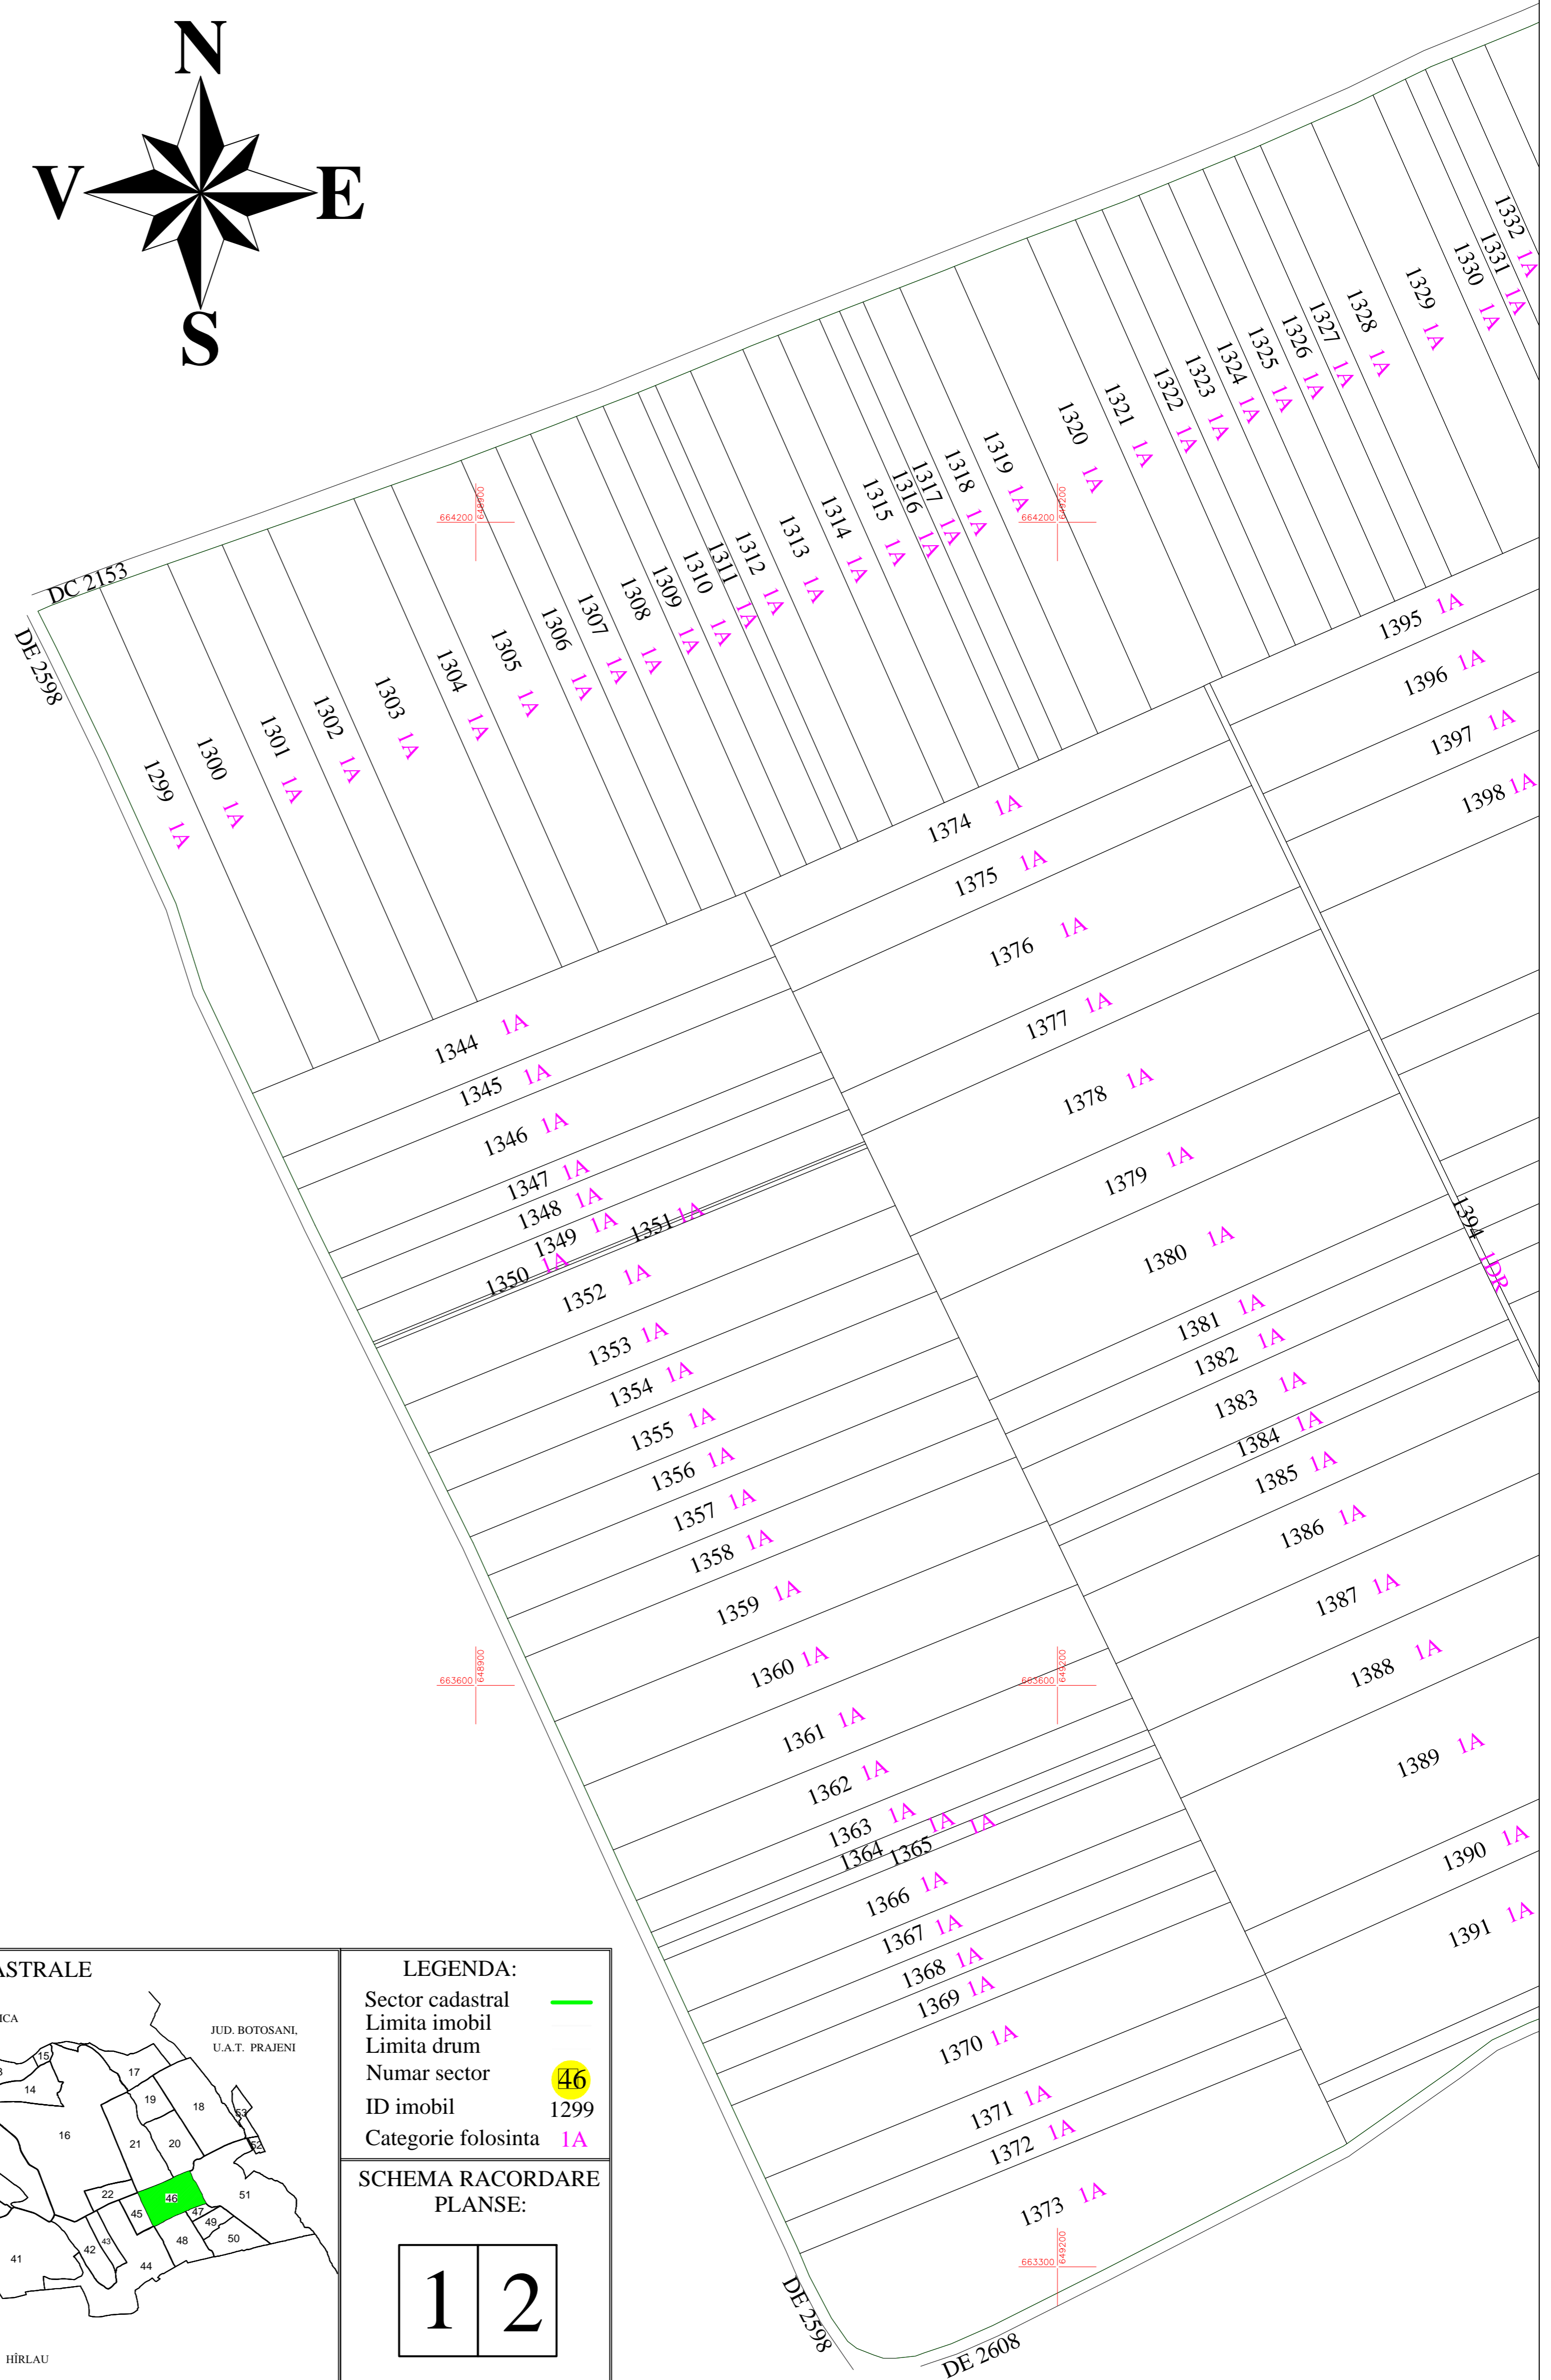 N
V E
S
DC 2153
DE 2598
1299 1A
1300 1A
1301 1A
1302 1A
1303 1A
1304 1A
1305 1A
1306 1A
1307 1A
1308 1A
1309 1A
1310 1A
1311 1A
1312 1A
1313 1A
1314 1A
1315 1A
1316 1A
1317 1A
1318 1A
1319 1A
1320 1A
1321 1A
1322 1A
1323 1A
1324 1A
1325 1A
1326 1A
1327 1A
1328 1A
1329 1A
1330 1A
1331 1A
1332 1A
664200 648900
664200 649200
1344 1A
1345 1A
1346 1A
1347 1A
1348 1A
1349 1A
1350 1A
1351 1A
1352 1A
1353 1A
1354 1A
1355 1A
1356 1A
1357 1A
1358 1A
1359 1A
1360 1A
1361 1A
1362 1A
1363 1A
1364 1A
1365 1A
1366 1A
1367 1A
1368 1A
1369 1A
1370 1A
1371 1A
1372 1A
1373 1A
1374 1A
1375 1A
1376 1A
1377 1A
1378 1A
1379 1A
1380 1A
1381 1A
1382 1A
1383 1A
1384 1A
1385 1A
1386 1A
1387 1A
1388 1A
1389 1A
1390 1A
1391 1A
1394 1DR
1395 1A
1396 1A
1397 1A
1398 1A
663600 648900
663600 649200
663300 649200
DE 2598
DE 2608
ASTRALE
ICA
JUD. BOTOSANI,
U.A.T. PRAJENI
15
14
17
19
18
53
16
21
20
52
22
46
51
45
47
49
43
42
48
50
41
44
HÎRLAU
LEGENDA:
Sector cadastral
Limita imobil
Limita drum
Numar sector 46
ID imobil 1299
Categorie folosinta 1A
SCHEMA RACORDARE
PLANSE:
1 2